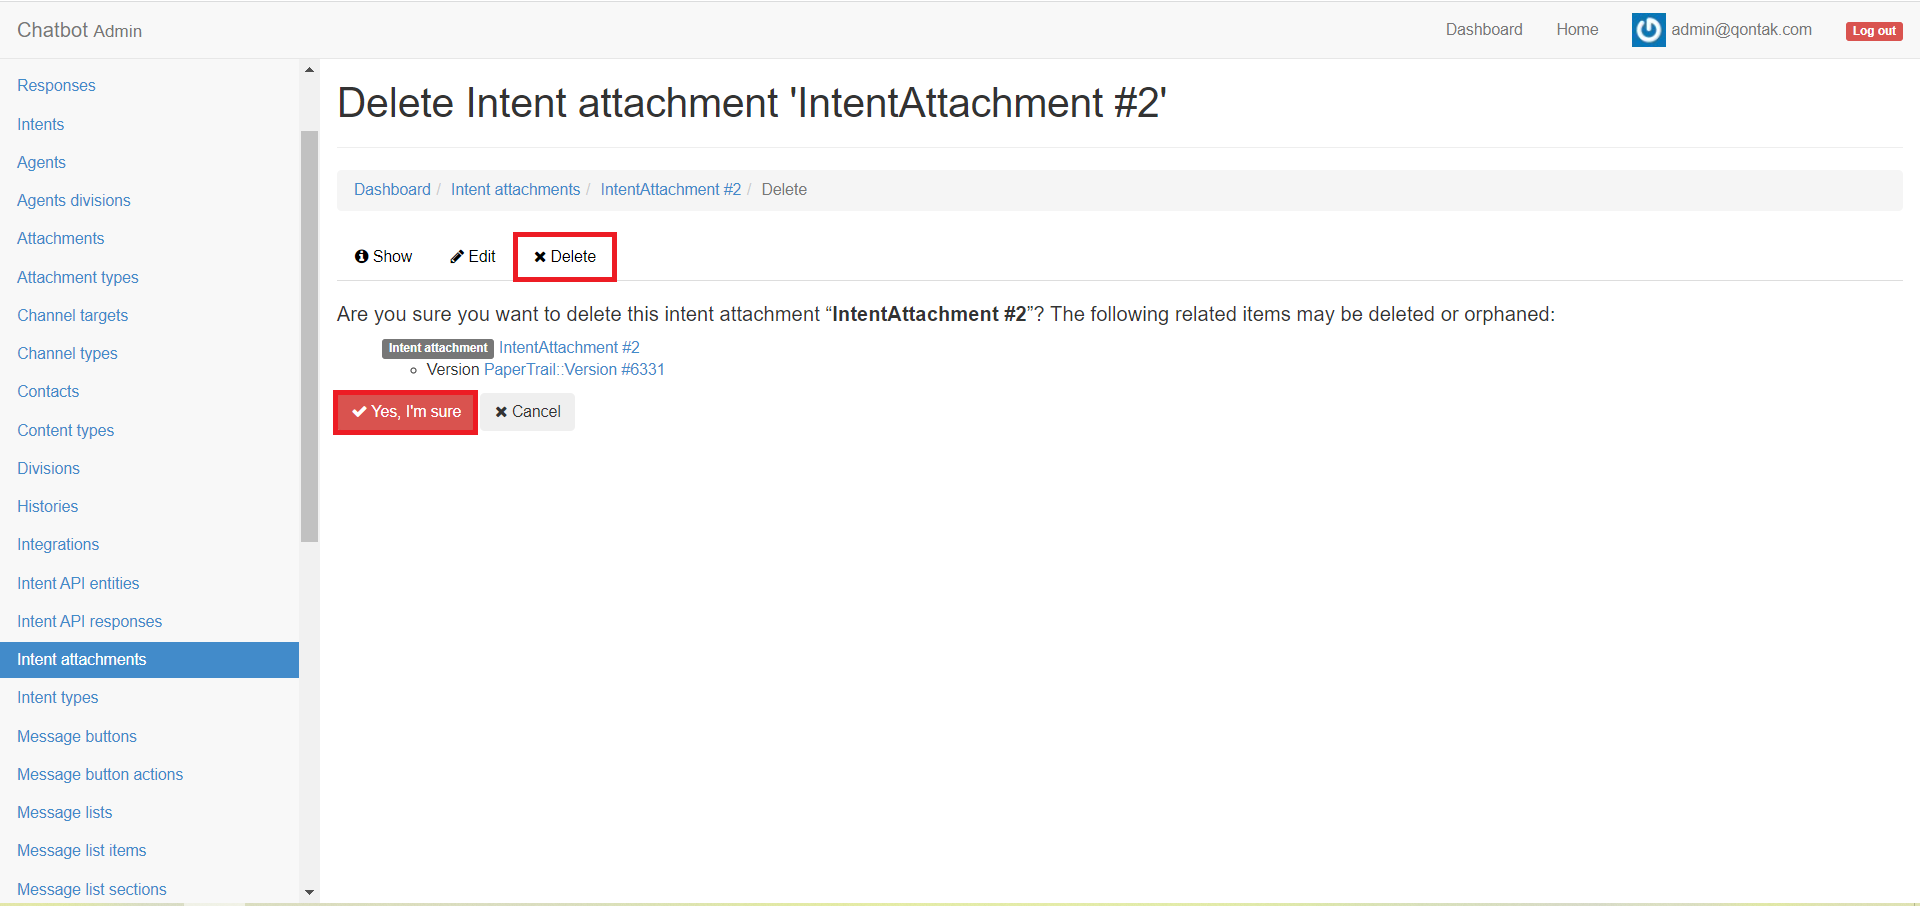 Chatbot Admin
Dashboard
Home
admin@qontak.com
Log out
Responses
Intents
Agents
Agents divisions
Attachments
Attachment types
Channel targets
Channel types
Contacts
Content types
Divisions
Histories
Integrations
Intent API entities
Intent API responses
Intent attachments
Intent types
Message buttons
Message button actions
Message lists
Message list items
Message list sections
Delete Intent attachment 'IntentAttachment #2'
Dashboard / Intent attachments / IntentAttachment #2 / Delete
Show
Edit
Delete
Are you sure you want to delete this intent attachment “IntentAttachment #2”? The following related items may be deleted or orphaned:
Intent attachment IntentAttachment #2
Version PaperTrail::Version #6331
Yes, I'm sure
Cancel